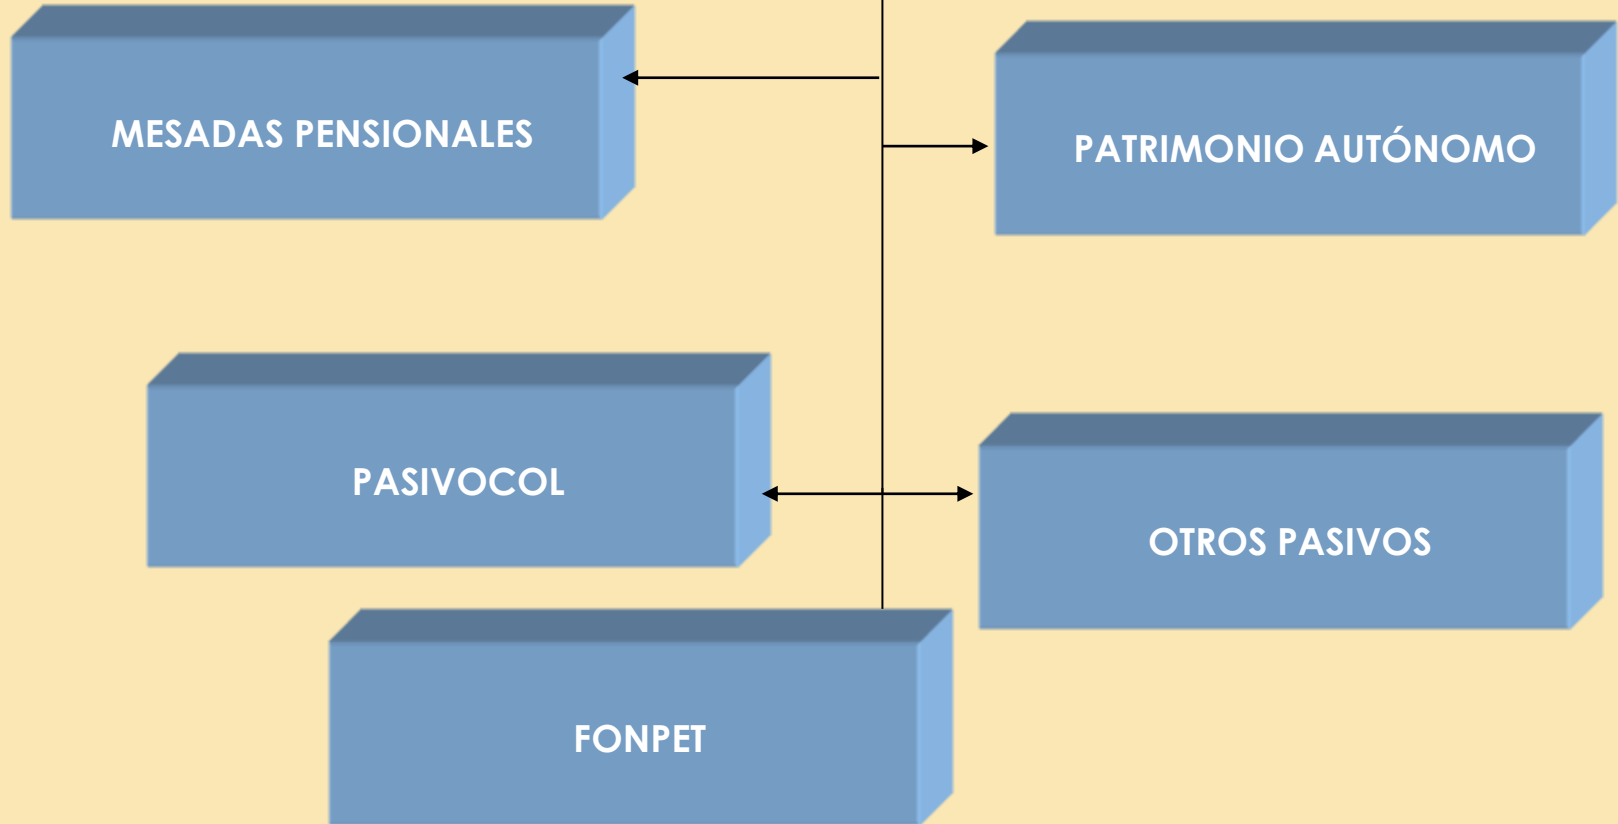 MESADAS PENSIONALES
PATRIMONIO AUTÓNOMO
PASIVOCOL
OTROS PASIVOS
FONPET